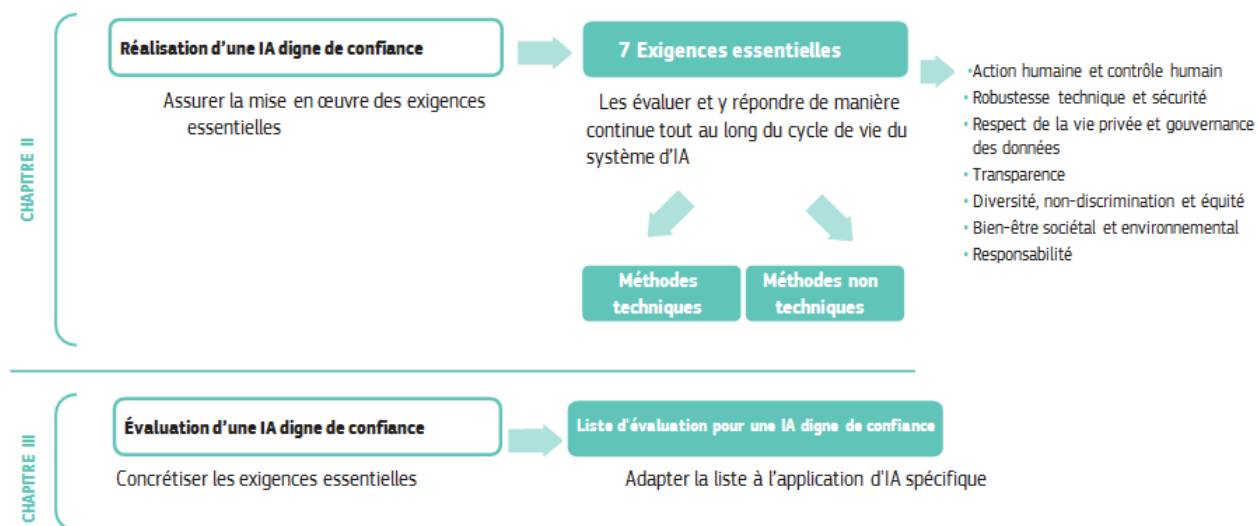 CHAPITRE II
Réalisation d'une IA digne de confiance
Assurer la mise en œuvre des exigences
essentielles
7 Exigences essentielles
Les évaluer et y répondre de manière
continue tout au long du cycle de vie du
système d'IA
Méthodes
techniques
Méthodes non
techniques
•Action humaine et contrôle humain
• Robustesse technique et sécurité
• Respect de la vie privée et gouvernance
des données
• Transparence
• Diversité, non-discrimination et équité
• Bien-être sociétal et environnemental
• Responsabilité
CHAPITRE III
Évaluation d'une IA digne de confiance
Concrétiser les exigences essentielles
Liste d'évaluation pour une IA digne de confiance
Adapter la liste à l'application d'IA spécifique